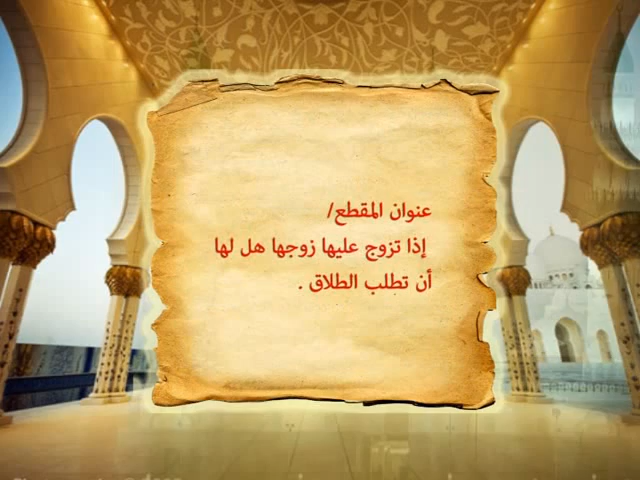 عنوان المقطع/
إذا تزوج عليها زوجها هل لها
أن تطلب الطلاق .